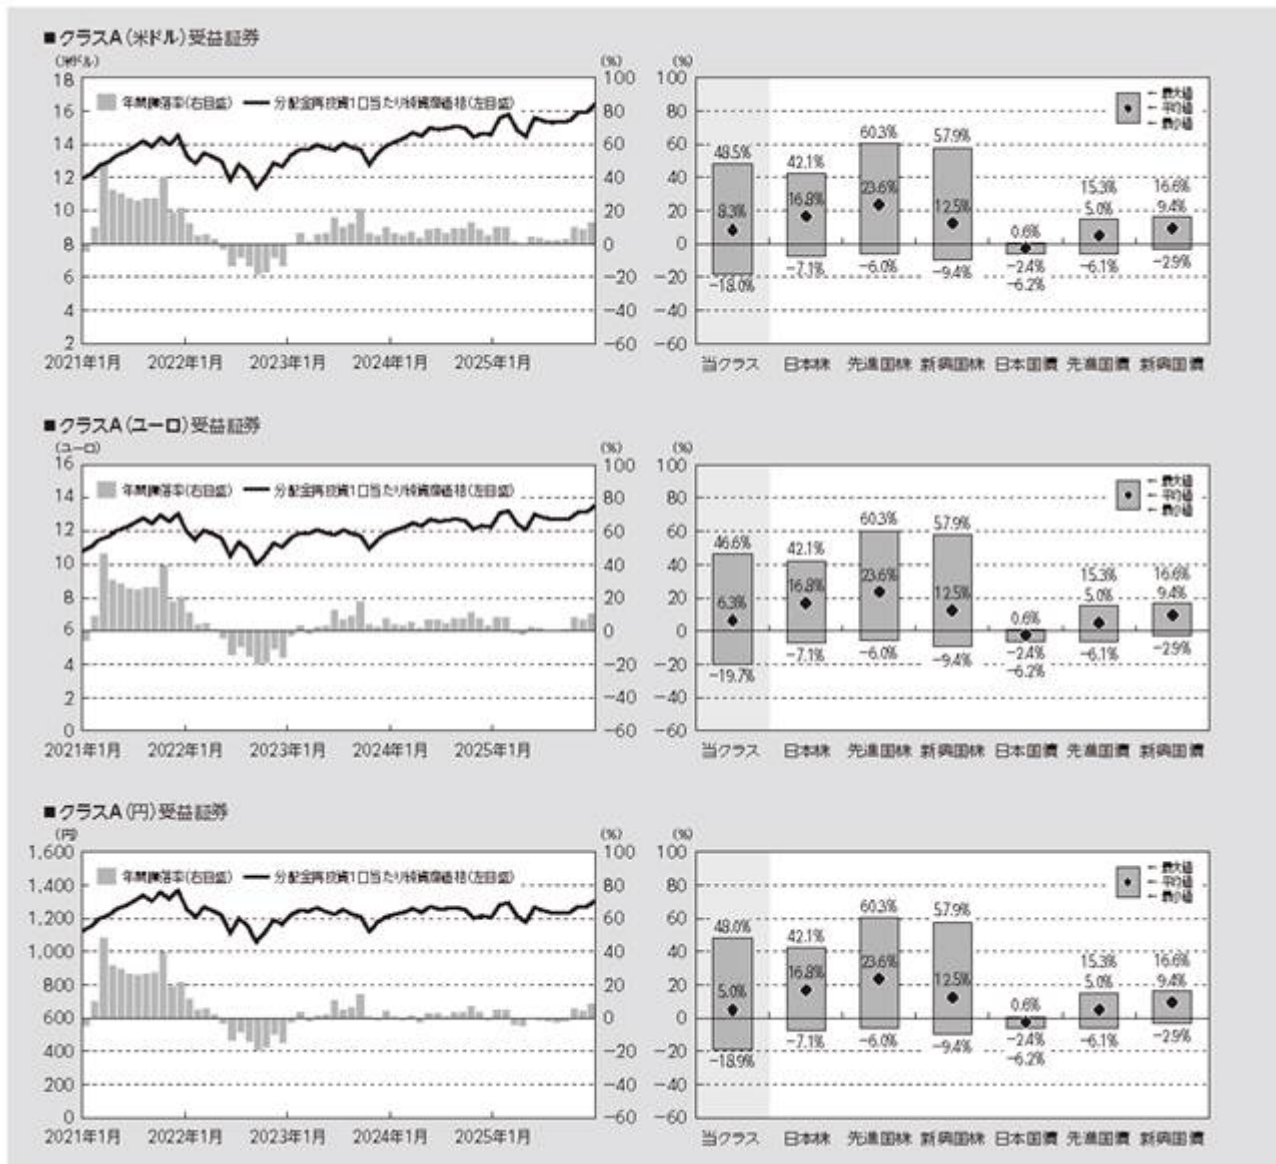 ■クラスA(米ドル)受益証券
(米ドル) (%)
年間騰落率(右目盛) 分配金再投資1口当たり純資産価格(左目盛)
18 16 14 12 10 8 6 4 2
100 80 60 40 20 0 −20 −40 −60
2021年1月 2022年1月 2023年1月 2024年1月 2025年1月
(%)
100 80 60 40 20 0 −20 −40 −60
←最大値
←平均値
←最小値
48.5% 42.1% 60.3% 57.9% 0.6% 15.3% 16.6%
8.3% 16.8% 23.6% 12.5% −2.4% 5.0% 9.4%
−18.0% −7.1% −6.0% −9.4% −6.2% −6.1% −2.9%
当クラス 日本株 先進国株 新興国株 日本国債 先進国債 新興国債
■クラスA(ユーロ)受益証券
(ユーロ) (%)
年間騰落率(右目盛) 分配金再投資1口当たり純資産価格(左目盛)
16 14 12 10 8 6 4 2 0
100 80 60 40 20 0 −20 −40 −60
2021年1月 2022年1月 2023年1月 2024年1月 2025年1月
(%)
100 80 60 40 20 0 −20 −40 −60
←最大値
←平均値
←最小値
46.6% 42.1% 60.3% 57.9% 0.6% 15.3% 16.6%
6.3% 16.8% 23.6% 12.5% −2.4% 5.0% 9.4%
−19.7% −7.1% −6.0% −9.4% −6.2% −6.1% −2.9%
当クラス 日本株 先進国株 新興国株 日本国債 先進国債 新興国債
■クラスA(円)受益証券
(円) (%)
年間騰落率(右目盛) 分配金再投資1口当たり純資産価格(左目盛)
1,600 1,400 1,200 1,000 800 600 400 200 0
100 80 60 40 20 0 −20 −40 −60
2021年1月 2022年1月 2023年1月 2024年1月 2025年1月
(%)
100 80 60 40 20 0 −20 −40 −60
←最大値
←平均値
←最小値
48.0% 42.1% 60.3% 57.9% 0.6% 15.3% 16.6%
5.0% 16.8% 23.6% 12.5% −2.4% 5.0% 9.4%
−18.9% −7.1% −6.0% −9.4% −6.2% −6.1% −2.9%
当クラス 日本株 先進国株 新興国株 日本国債 先進国債 新興国債